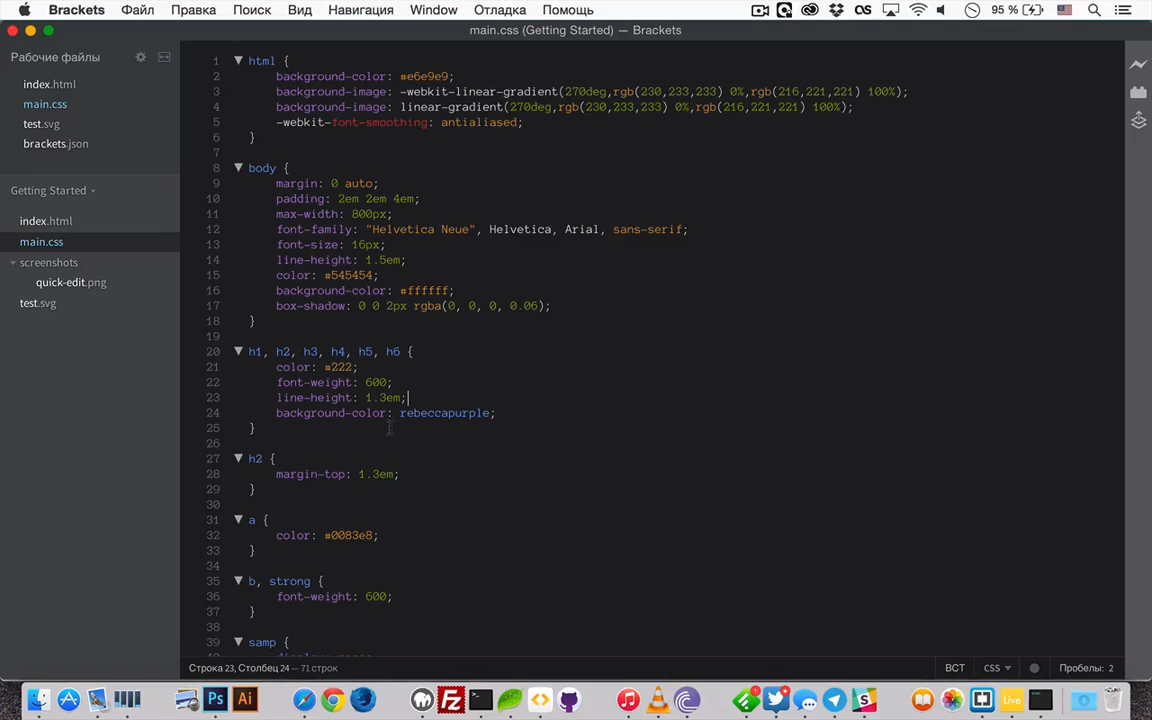 Brackets Файл Правка Поиск Вид Навигация Window Отладка Помощь 95 %
main.css (Getting Started) — Brackets
Рабочие файлы
index.html
main.css
test.svg
brackets.json
Getting Started
index.html
main.css
screenshots
quick-edit.png
test.svg
1 html {
2 background-color: #e6e9e9;
3 background-image: -webkit-linear-gradient(270deg,rgb(230,233,233) 0%,rgb(216,221,221) 100%);
4 background-image: linear-gradient(270deg,rgb(230,233,233) 0%,rgb(216,221,221) 100%);
5 -webkit-font-smoothing: antialiased;
6 }
7
8 body {
9 margin: 0 auto;
10 padding: 2em 2em 4em;
11 max-width: 800px;
12 font-family: "Helvetica Neue", Helvetica, Arial, sans-serif;
13 font-size: 16px;
14 line-height: 1.5em;
15 color: #545454;
16 background-color: #ffffff;
17 box-shadow: 0 0 2px rgba(0, 0, 0, 0.06);
18 }
19
20 h1, h2, h3, h4, h5, h6 {
21 color: #222;
22 font-weight: 600;
23 line-height: 1.3em;
24 background-color: rebeccapurple;
25 }
26
27 h2 {
28 margin-top: 1.3em;
29 }
30
31 a {
32 color: #0083e8;
33 }
34
35 b, strong {
36 font-weight: 600;
37 }
38
39 samp {
Строка 23, Столбец 24 — 71 строк ВСТ CSS Пробелы: 2
Ps Ai Fz Live